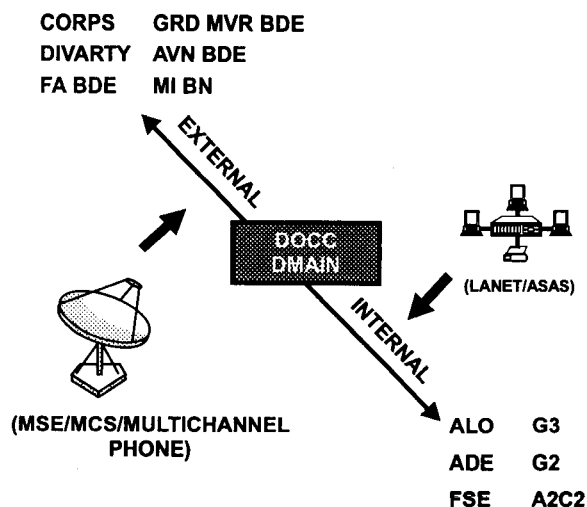 CORPS GRD MVR BDE
DIVARTY AVN BDE
FA BDE MI BN
EXTERNAL
DOCC
DMAIN
(LANET/ASAS)
INTERNAL
(MSE/MCS/MULTICHANNEL
PHONE)
ALO G3
ADE G2
FSE A2C2